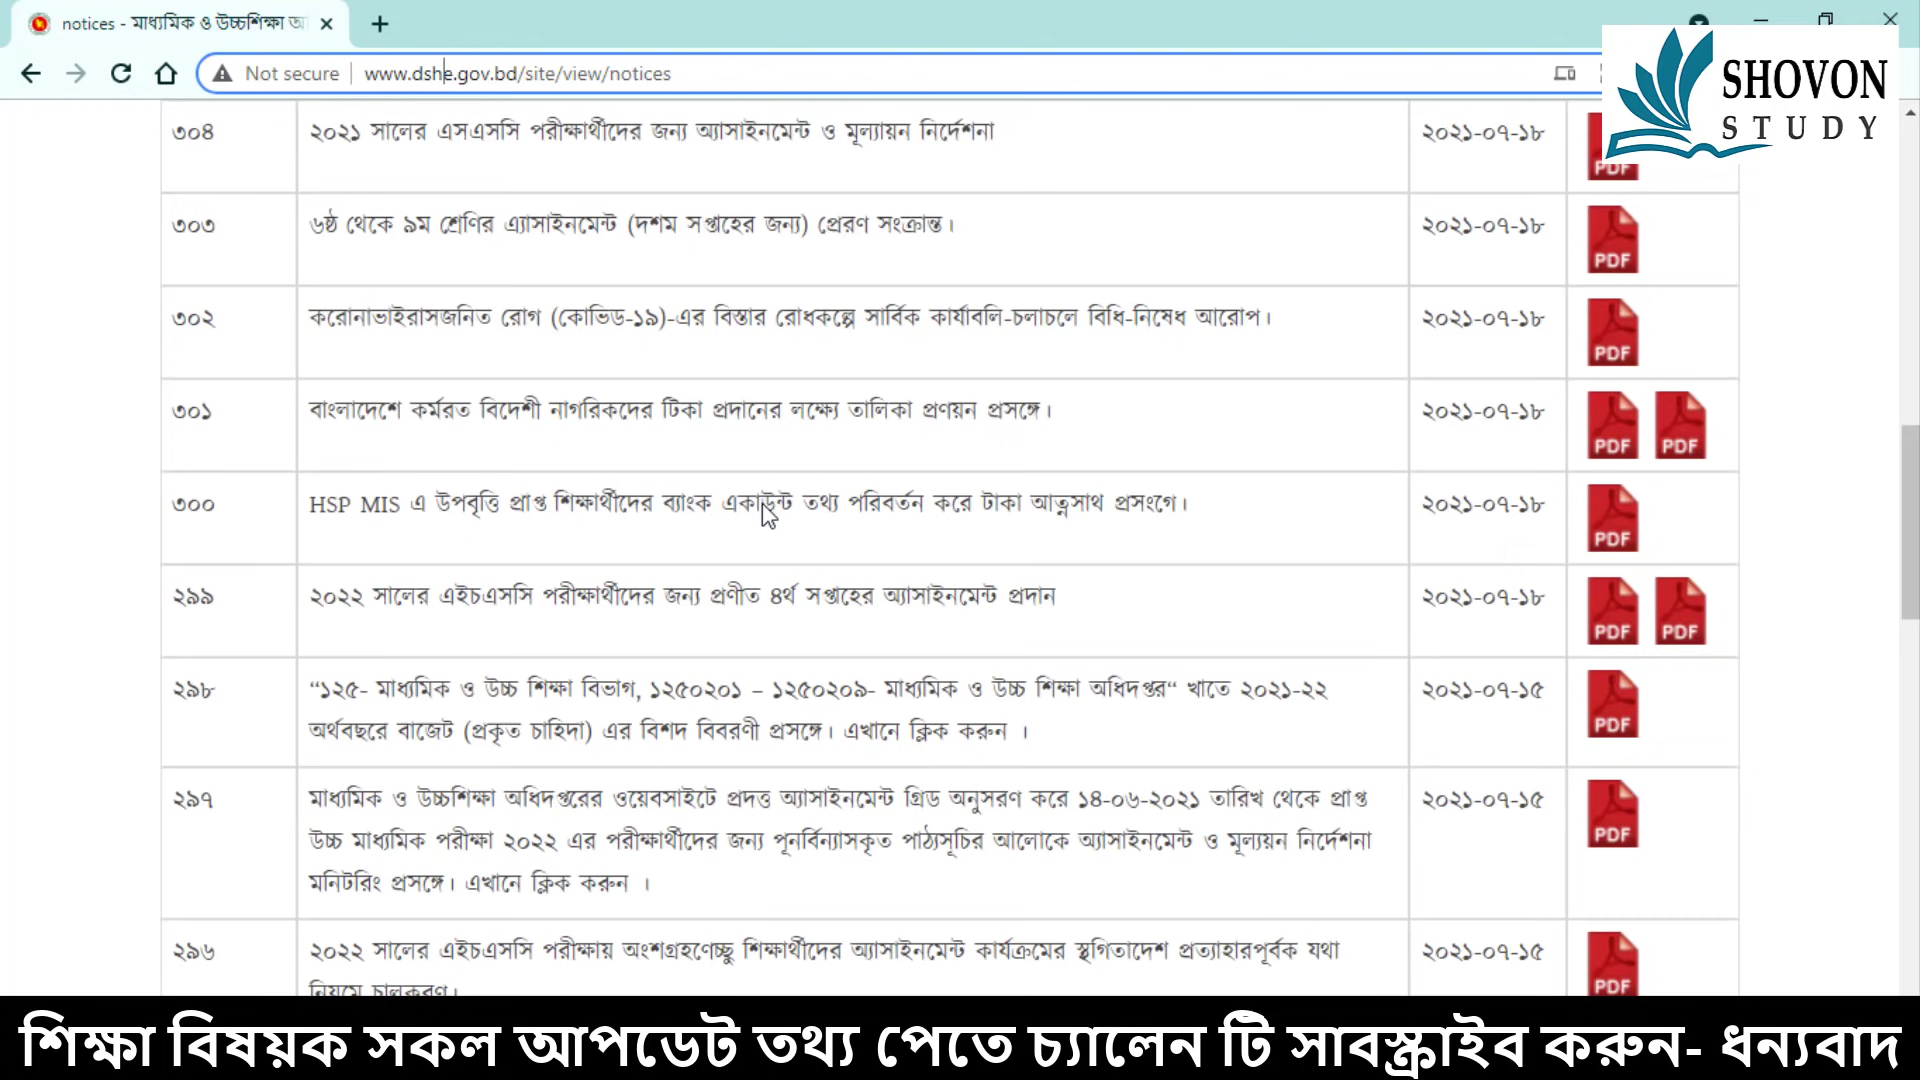 notices - মাধ্যমিক ও উচ্চশিক্ষা অ
Not secure
www.dshe.gov.bd/site/view/notices
SHOVON
STUDY
৩০৪ ২০২১ সালের এসএসসি পরীক্ষার্থীদের জন্য অ্যাসাইনমেন্ট ও মূল্যায়ন নির্দেশনা ২০২১-০৭-১৮ PDF
৩০৩ ৬ষ্ঠ থেকে ৯ম শ্রেণির এ্যাসাইনমেন্ট (দশম সপ্তাহের জন্য) প্রেরণ সংক্রান্ত। ২০২১-০৭-১৮ PDF
৩০২ করোনাভাইরাসজনিত রোগ (কোভিড-১৯)-এর বিস্তার রোধকল্পে সার্বিক কার্যাবলি-চলাচলে বিধি-নিষেধ আরোপ। ২০২১-০৭-১৮ PDF
৩০১ বাংলাদেশে কর্মরত বিদেশী নাগরিকদের টিকা প্রদানের লক্ষ্যে তালিকা প্রণয়ন প্রসঙ্গে। ২০২১-০৭-১৮ PDF PDF
৩০০ HSP MIS এ উপবৃত্তি প্রাপ্ত শিক্ষার্থীদের ব্যাংক একাউন্ট তথ্য পরিবর্তন করে টাকা আত্নসাথ প্রসংগে। ২০২১-০৭-১৮ PDF
২৯৯ ২০২২ সালের এইচএসসি পরীক্ষার্থীদের জন্য প্রণীত ৪র্থ সপ্তাহের অ্যাসাইনমেন্ট প্রদান ২০২১-০৭-১৮ PDF PDF
২৯৮ “১২৫- মাধ্যমিক ও উচ্চ শিক্ষা বিভাগ, ১২৫০২০১ – ১২৫০২০৯- মাধ্যমিক ও উচ্চ শিক্ষা অধিদপ্তর“ খাতে ২০২১-২২ ২০২১-০৭-১৫ PDF
অর্থবছরে বাজেট (প্রকৃত চাহিদা) এর বিশদ বিবরণী প্রসঙ্গে। এখানে ক্লিক করুন ।
২৯৭ মাধ্যমিক ও উচ্চশিক্ষা অধিদপ্তরের ওয়েবসাইটে প্রদত্ত অ্যাসাইনমেন্ট গ্রিড অনুসরণ করে ১৪-০৬-২০২১ তারিখ থেকে প্রাপ্ত ২০২১-০৭-১৫ PDF
উচ্চ মাধ্যমিক পরীক্ষা ২০২২ এর পরীক্ষার্থীদের জন্য পূনর্বিন্যাসকৃত পাঠ্যসূচির আলোকে অ্যাসাইনমেন্ট ও মূল্যয়ন নির্দেশনা
মনিটরিং প্রসঙ্গে। এখানে ক্লিক করুন ।
২৯৬ ২০২২ সালের এইচএসসি পরীক্ষায় অংশগ্রহণেচ্ছু শিক্ষার্থীদের অ্যাসাইনমেন্ট কার্যক্রমের স্থগিতাদেশ প্রত্যাহারপূর্বক যথা ২০২১-০৭-১৫ PDF
নিয়মে চালুকরণ।
শিক্ষা বিষয়ক সকল আপডেট তথ্য পেতে চ্যালেন টি সাবস্ক্রাইব করুন- ধন্যবাদ